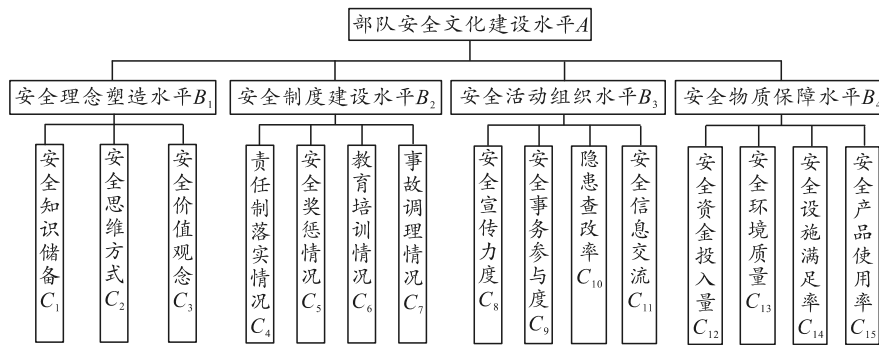 部队安全文化建设水平A
安全理念塑造水平B1
安全制度建设水平B2
安全活动组织水平B3
安全物质保障水平B4
安全知识储备C1
安全思维方式C2
安全价值观念C3
责任制落实情况C4
安全奖惩情况C5
教育培训情况C6
事故调理情况C7
安全宣传力度C8
安全事务参与度C9
隐患查改率C10
安全信息交流C11
安全资金投入量C12
安全环境质量C13
安全设施满足率C14
安全产品使用率C15